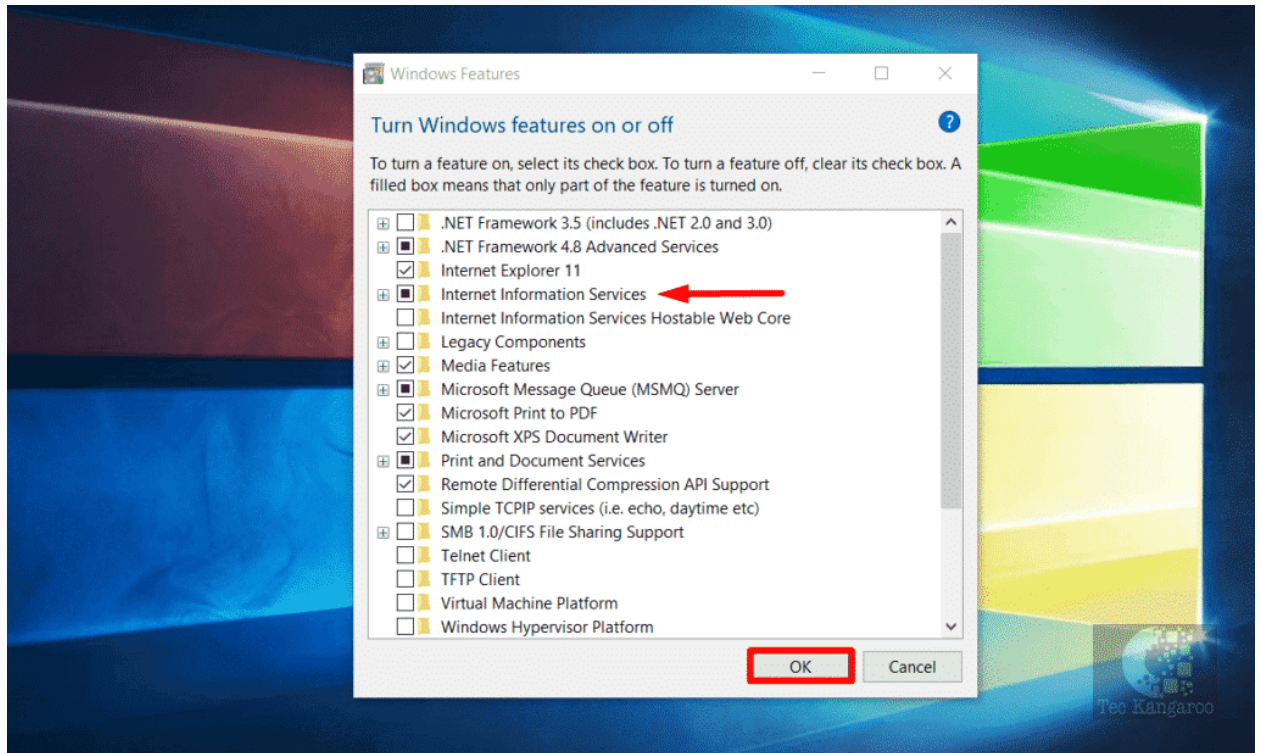 Windows Features
Turn Windows features on or off
?
To turn a feature on, select its check box. To turn a feature off, clear its check box. A
filled box means that only part of the feature is turned on.
.NET Framework 3.5 (includes .NET 2.0 and 3.0)
.NET Framework 4.8 Advanced Services
Internet Explorer 11
Internet Information Services
Internet Information Services Hostable Web Core
Legacy Components
Media Features
Microsoft Message Queue (MSMQ) Server
Microsoft Print to PDF
Microsoft XPS Document Writer
Print and Document Services
Remote Differential Compression API Support
Simple TCPIP services (i.e. echo, daytime etc)
SMB 1.0/CIFS File Sharing Support
Telnet Client
TFTP Client
Virtual Machine Platform
Windows Hypervisor Platform
OK Cancel
Tec Kangaroo